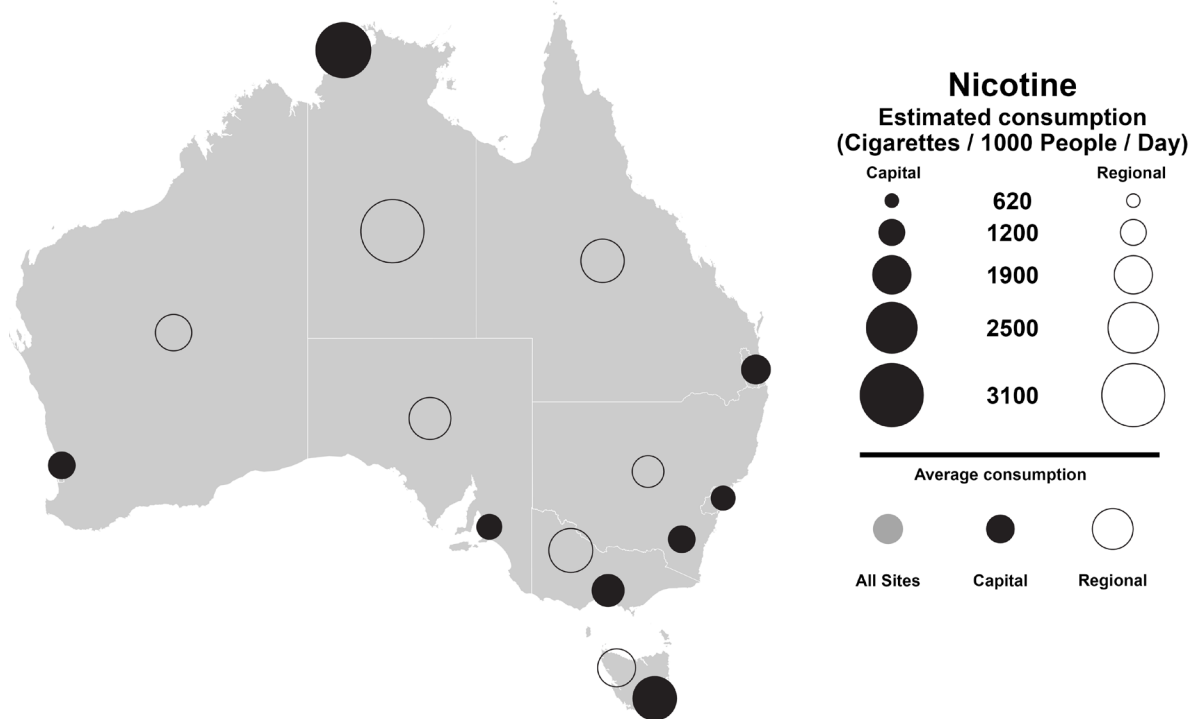 Nicotine
Estimated consumption
(Cigarettes / 1000 People / Day)
Capital Regional
620
1200
1900
2500
3100
Average consumption
All Sites Capital Regional